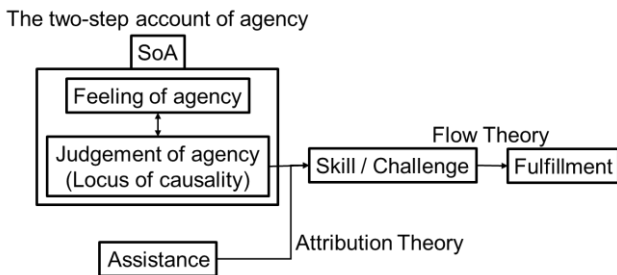 The two-step account of agency
SoA
Feeling of agency
Judgement of agency
(Locus of causality)
Flow Theory
Skill / Challenge
Fulfillment
Attribution Theory
Assistance